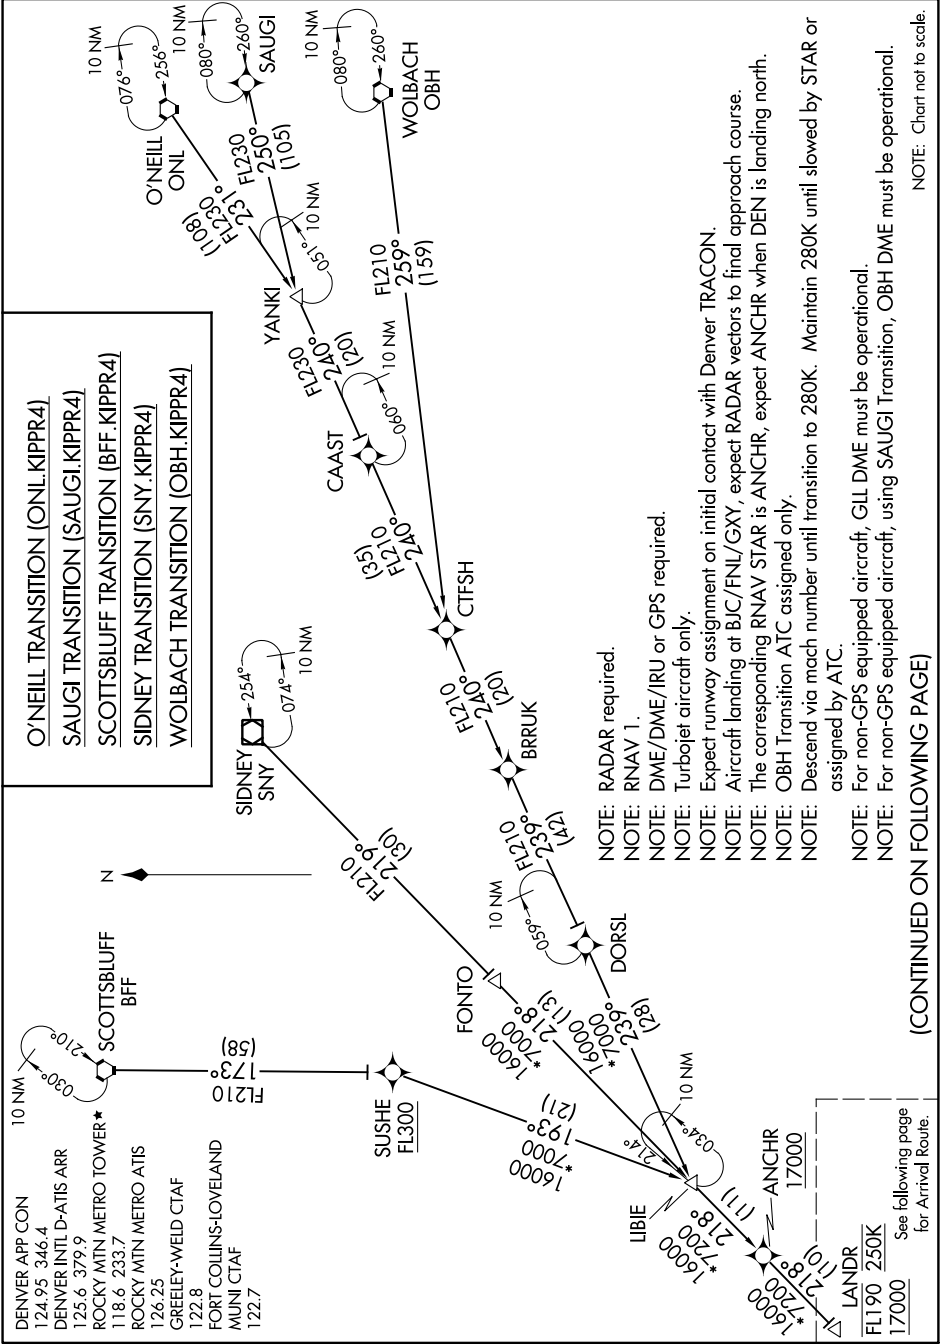 DENVER APP CON
124.95 346.4
DENVER INTL D-ATIS ARR
125.6 379.9
ROCKY MTN METRO TOWER★
118.6 233.7
ROCKY MTN METRO ATIS
126.25
GREELEY-WELD CTAF
122.8
FORT COLLINS-LOVELAND
MUNI CTAF
122.7
O'NEILL TRANSITION (ONL.KIPPR4)
SAUGI TRANSITION (SAUGI.KIPPR4)
SCOTTSBLUFF TRANSITION (BFF.KIPPR4)
SIDNEY TRANSITION (SNY.KIPPR4)
WOLBACH TRANSITION (OBH.KIPPR4)
N
10 NM
030°
210°
SCOTTSBLUFF
BFF
FL210
173°
(58)
SUSHE
FL300
16000
*7000
193°
(21)
SIDNEY
SNY
254°
074°
10 NM
FL210
219°
(30)
FONTO
16000
*7000
218°
(13)
10 NM
076°
256°
O'NEILL
ONL
(108)
FL230
231°
10 NM
080°
260°
SAUGI
FL230
250°
(105)
10 NM
080°
260°
WOLBACH
OBH
FL210
259°
(159)
YANKI
051°
10 NM
FL230
240°
(20)
CAAST
060°
10 NM
(35)
FL210
240°
CTFSH
FL210
240°
(20)
BRRUK
FL210
239°
(42)
10 NM
059°
DORSL
16000
*7000
239°
(28)
LIBIE
214°
034°
10 NM
16000
*7200
218°
(11)
ANCHR
17000
16000
*7200
218°
(10)
LANDR
FL190 250K
17000
See following page
for Arrival Route.
NOTE: RADAR required.
NOTE: RNAV 1.
NOTE: DME/DME/IRU or GPS required.
NOTE: Turbojet aircraft only.
NOTE: Expect runway assignment on initial contact with Denver TRACON.
NOTE: Aircraft landing at BJC/FNL/GXY, expect RADAR vectors to final approach course.
NOTE: The corresponding RNAV STAR is ANCHR, expect ANCHR when DEN is landing north.
NOTE: OBH Transition ATC assigned only.
NOTE: Descend via mach number until transition to 280K. Maintain 280K until slowed by STAR or
assigned by ATC.
NOTE: For non-GPS equipped aircraft, GLL DME must be operational.
NOTE: For non-GPS equipped aircraft, using SAUGI Transition, OBH DME must be operational.
(CONTINUED ON FOLLOWING PAGE)
NOTE: Chart not to scale.